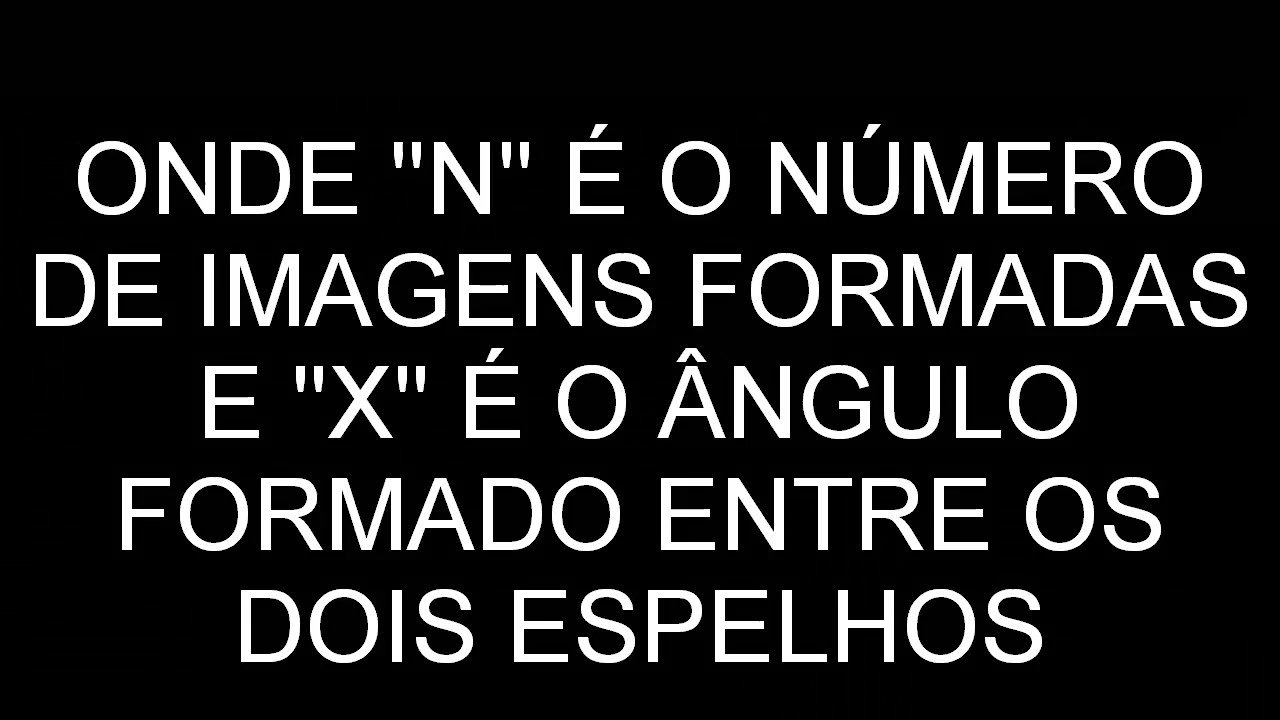 ONDE "N" É O NÚMERO
DE IMAGENS FORMADAS
E "X" É O ÂNGULO
FORMADO ENTRE OS
DOIS ESPELHOS